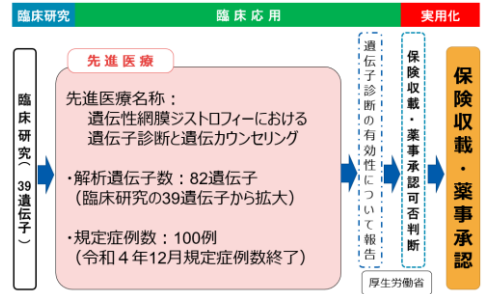 臨床研究
臨床応用
実用化
臨床研究（39遺伝子）
先進医療
先進医療名称：
遺伝性網膜ジストロフィーにおける
遺伝子診断と遺伝カウンセリング
・解析遺伝子数：82遺伝子
（臨床研究の39遺伝子から拡大）
・規定症例数：100例
（令和４年12月規定症例数終了）
遺伝子診断の有効性について報告
保険収載・薬事承認可否判断
厚生労働省
保険収載・薬事承認